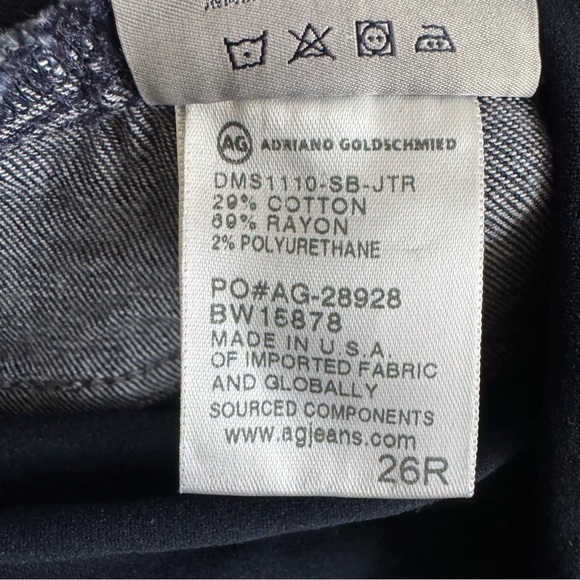 AG ADRIANO GOLDSCHMIED
DMS1110-SB-JTR
29% COTTON
69% RAYON
2% POLYURETHANE
PO#AG-28928
BW15878
MADE IN U.S.A.
OF IMPORTED FABRIC
AND GLOBALLY
SOURCED COMPONENTS
www.agjeans.com
26R